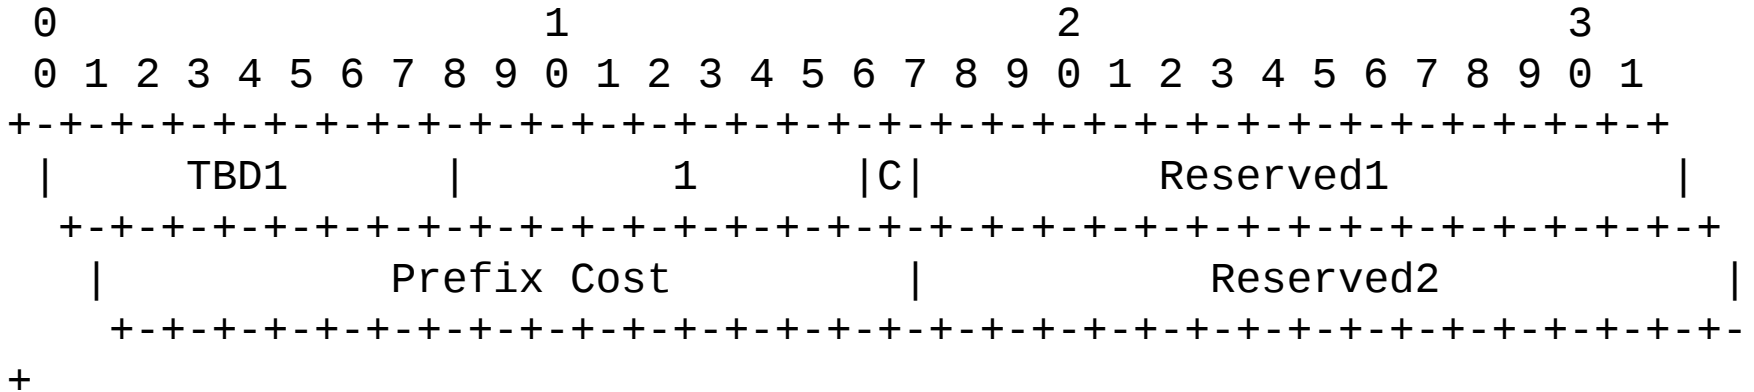 0                   1                   2                   3
 0 1 2 3 4 5 6 7 8 9 0 1 2 3 4 5 6 7 8 9 0 1 2 3 4 5 6 7 8 9 0 1
+-+-+-+-+-+-+-+-+-+-+-+-+-+-+-+-+-+-+-+-+-+-+-+-+-+-+-+-+-+-+-+-+
 |     TBD1      |        1      |C|         Reserved1           |
  +-+-+-+-+-+-+-+-+-+-+-+-+-+-+-+-+-+-+-+-+-+-+-+-+-+-+-+-+-+-+-+-+
   |           Prefix Cost         |           Reserved2           |
    +-+-+-+-+-+-+-+-+-+-+-+-+-+-+-+-+-+-+-+-+-+-+-+-+-+-+-+-+-+-+-+-
+